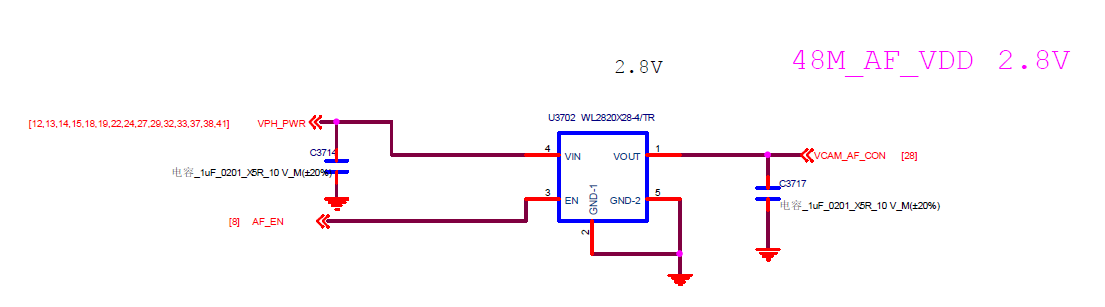 48M_AF_VDD 2.8V
2.8V
U3702 WL2820X28-4/TR
[12,13,14,15,18,19,22,24,27,29,32,33,37,38,41] VPH_PWR
4 VIN VOUT 1
C3714
VCAM_AF_CON [28]
电容_1uF_0201_X5R_10 V_M(±20%)
C3717
3 EN GND-1 GND-2 5
电容_1uF_0201_X5R_10 V_M(±20%)
[8] AF_EN
2